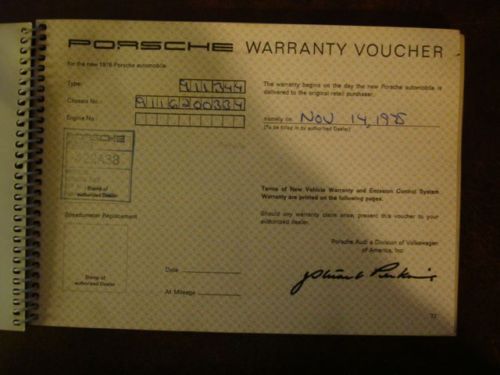 PORSCHE WARRANTY VOUCHER
for the new 1976 Porsche automobile
Type: 911344
Chassis No.: 9116200334
Engine No.:
PORSCHE
Stamp of
authorized Dealer
Speedometer Replacement
Stamp of
authorized Dealer
Date
At Mileage
The warranty begins on the day the new Porsche automobile is
delivered to the original retail purchaser.
namely on Nov 14, 1975
(To be filled in by authorized Dealer)
Terms of New Vehicle Warranty and Emission Control System
Warranty are printed on the following pages.
Should any warranty claim arise, present this voucher to your
authorized dealer.
Porsche Audi a Division of Volkswagen
of America, Inc.